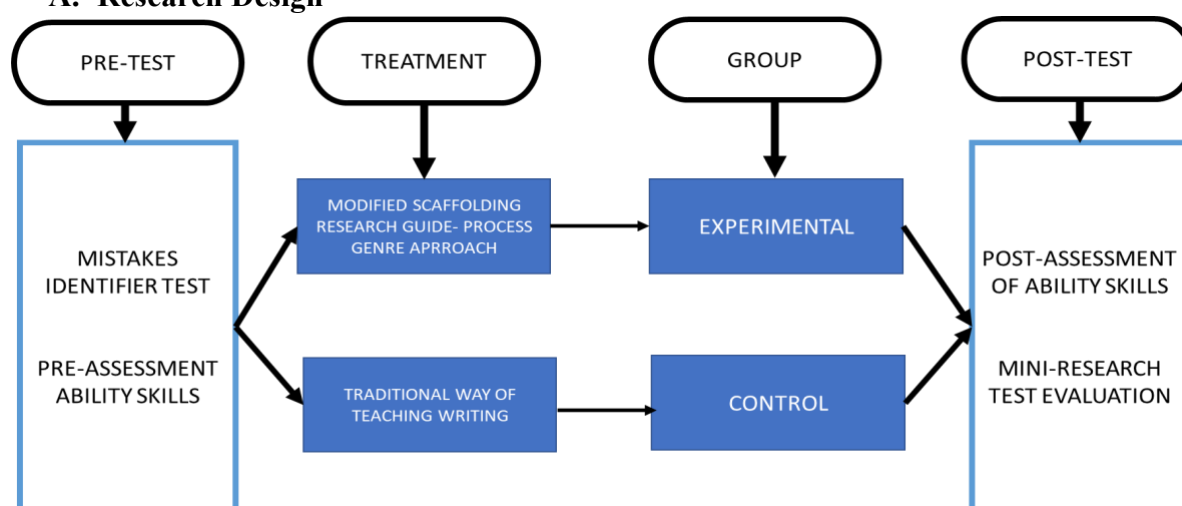 A. Research Design
PRE-TEST
TREATMENT
GROUP
POST-TEST
MISTAKES
IDENTIFIER TEST
PRE-ASSESSMENT
ABILITY SKILLS
MODIFIED SCAFFOLDING
RESEARCH GUIDE- PROCESS
GENRE APRROACH
EXPERIMENTAL
TRADITIONAL WAY OF
TEACHING WRITING
CONTROL
POST-ASSESSMENT
OF ABILITY SKILLS
MINI-RESEARCH
TEST EVALUATION